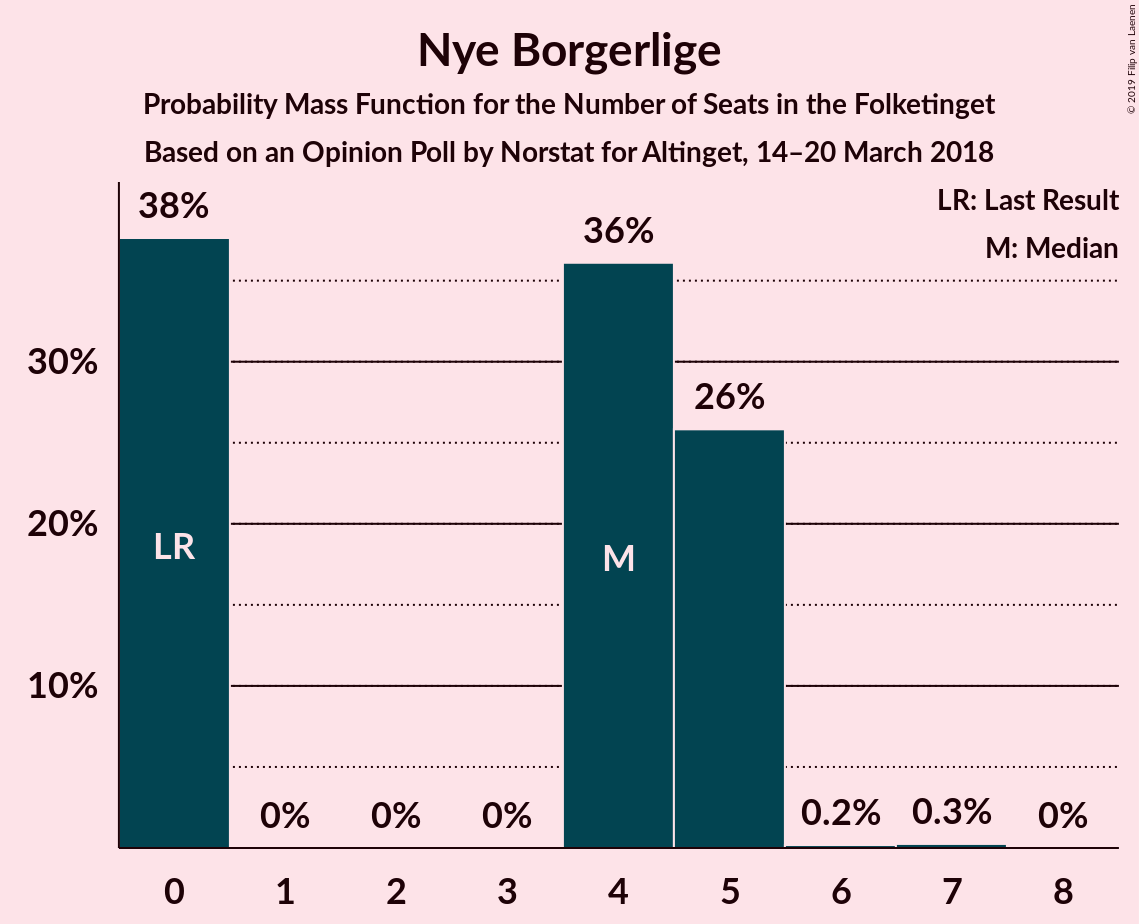 Nye Borgerlige
Probability Mass Function for the Number of Seats in the Folketinget
Based on an Opinion Poll by Norstat for Altinget, 14–20 March 2018
© 2019 Filip van Laenen
LR: Last Result
M: Median
38%
36%
30%
26%
20%
LR
M
10%
0%
0%
0%
0.2%
0.3%
0%
0
1
2
3
4
5
6
7
8